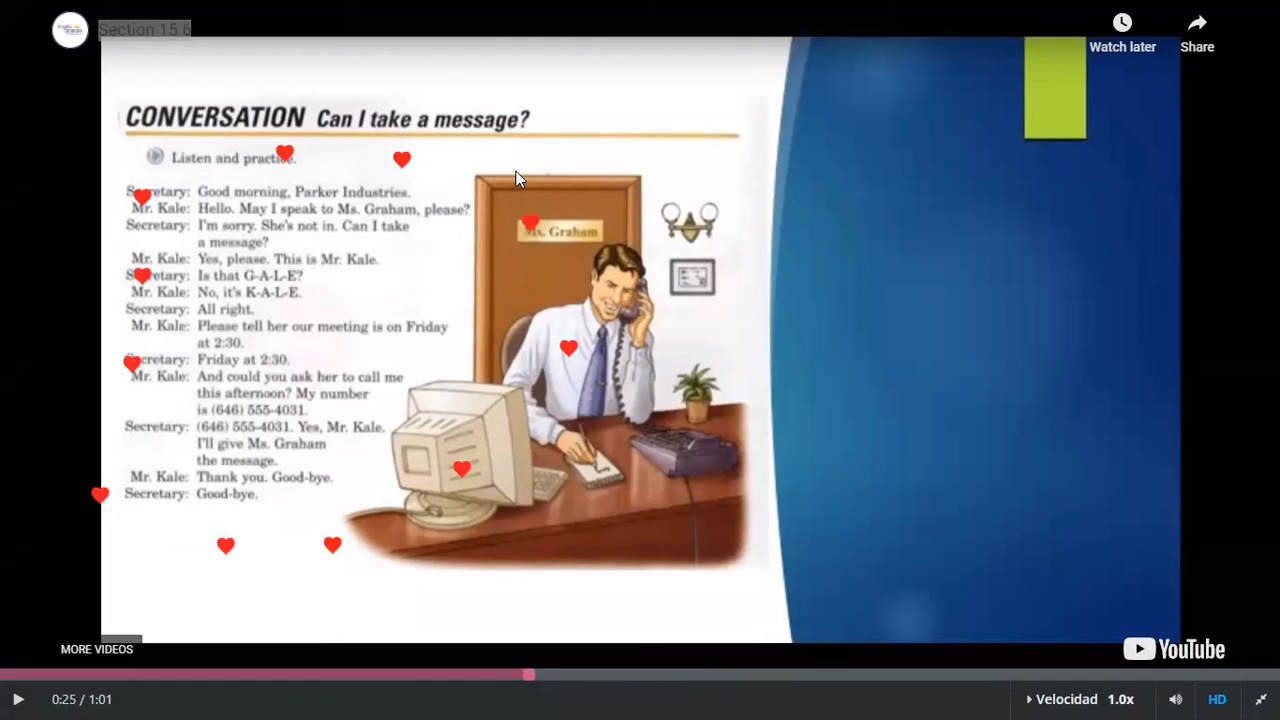 Section 15 6
Watch later
Share
CONVERSATION Can I take a message?
Listen and practice.
Secretary: Good morning, Parker Industries.
Mr. Kale: Hello. May I speak to Ms. Graham, please?
Secretary: I'm sorry. She's not in. Can I take
a message?
Mr. Kale: Yes, please. This is Mr. Kale.
Secretary: Is that G-A-L-E?
Mr. Kale: No, it's K-A-L-E.
Secretary: All right.
Mr. Kale: Please tell her our meeting is on Friday
at 2:30.
Secretary: Friday at 2:30.
Mr. Kale: And could you ask her to call me
this afternoon? My number
is (646) 555-4031.
Secretary: (646) 555-4031. Yes, Mr. Kale.
I'll give Ms. Graham
the message.
Mr. Kale: Thank you. Good-bye.
Secretary: Good-bye.
Ms. Graham
MORE VIDEOS
YouTube
0:25 / 1:01
Velocidad 1.0x
HD